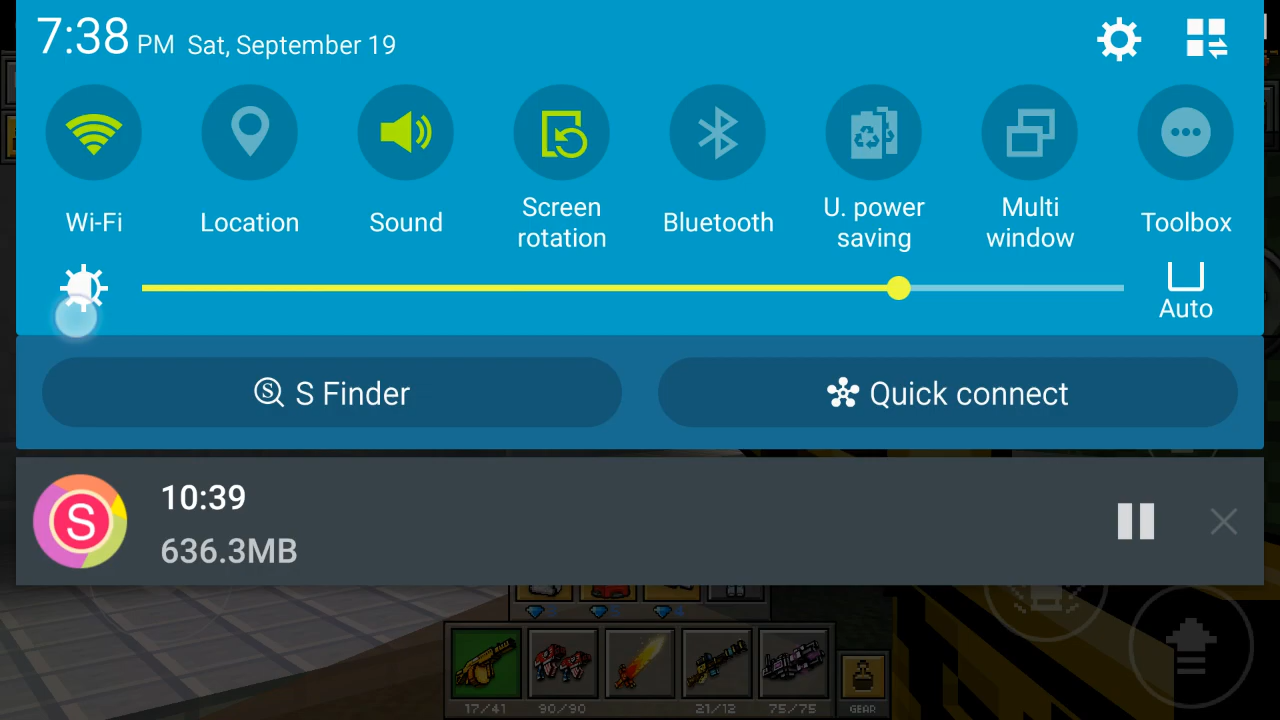 7:38 PM Sat, September 19
Wi-Fi
Location
Sound
Screen rotation
Bluetooth
U. power saving
Multi window
Toolbox
Auto
S Finder
Quick connect
S
10:39
636.3MB
4
17/41
90/90
21/12
75/75
GEAR